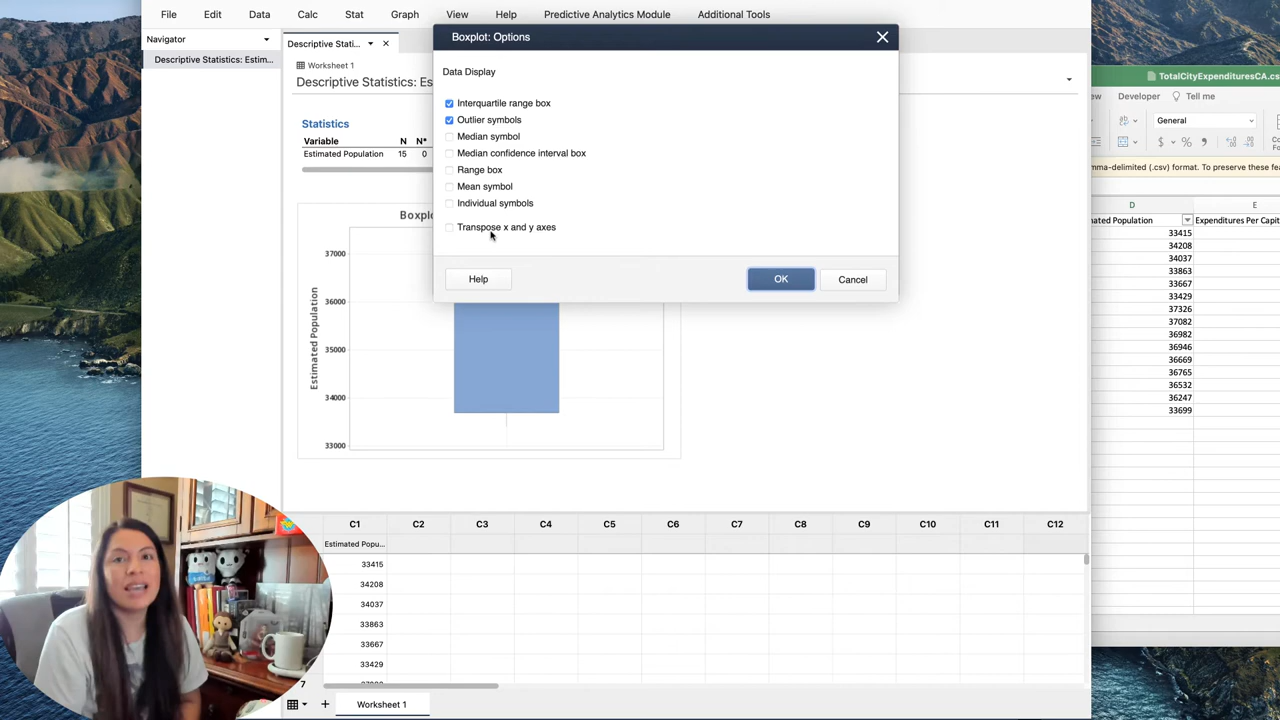 File Edit Data Calc Stat Graph View Help Predictive Analytics Module Additional Tools
Navigator
Descriptive Statistics: Estim...
Descriptive Stati...
Worksheet 1
Descriptive Statistics: Es
Statistics
Variable N N*
Estimated Population 15 0
Boxplo
37000
36000
35000
34000
33000
Estimated Population
Boxplot: Options
Data Display
Interquartile range box
Outlier symbols
Median symbol
Median confidence interval box
Range box
Mean symbol
Individual symbols
Transpose x and y axes
Help OK Cancel
TotalCityExpendituresCA.cs
ew Developer Tell me
General
$ %
mma-delimited (.csv) format. To preserve these fea
D E
nated Population Expenditures Per Capit
33415
34208
34037
33863
33667
33429
37326
37082
36982
36946
36669
36765
36532
36247
33699
C1 C2 C3 C4 C5 C6 C7 C8 C9 C10 C11 C12
Estimated Popu...
33415
34208
34037
33863
33667
33429
7
Worksheet 1